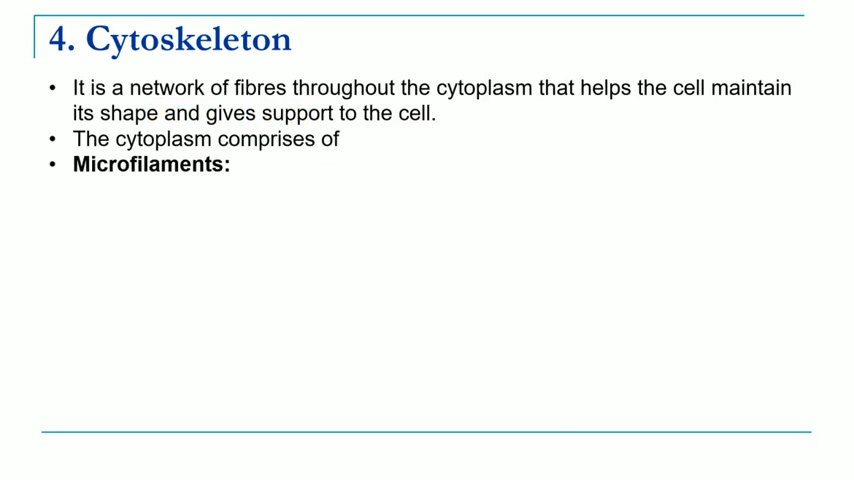 4. Cytoskeleton
• It is a network of fibres throughout the cytoplasm that helps the cell maintain
its shape and gives support to the cell.
• The cytoplasm comprises of
• Microfilaments: